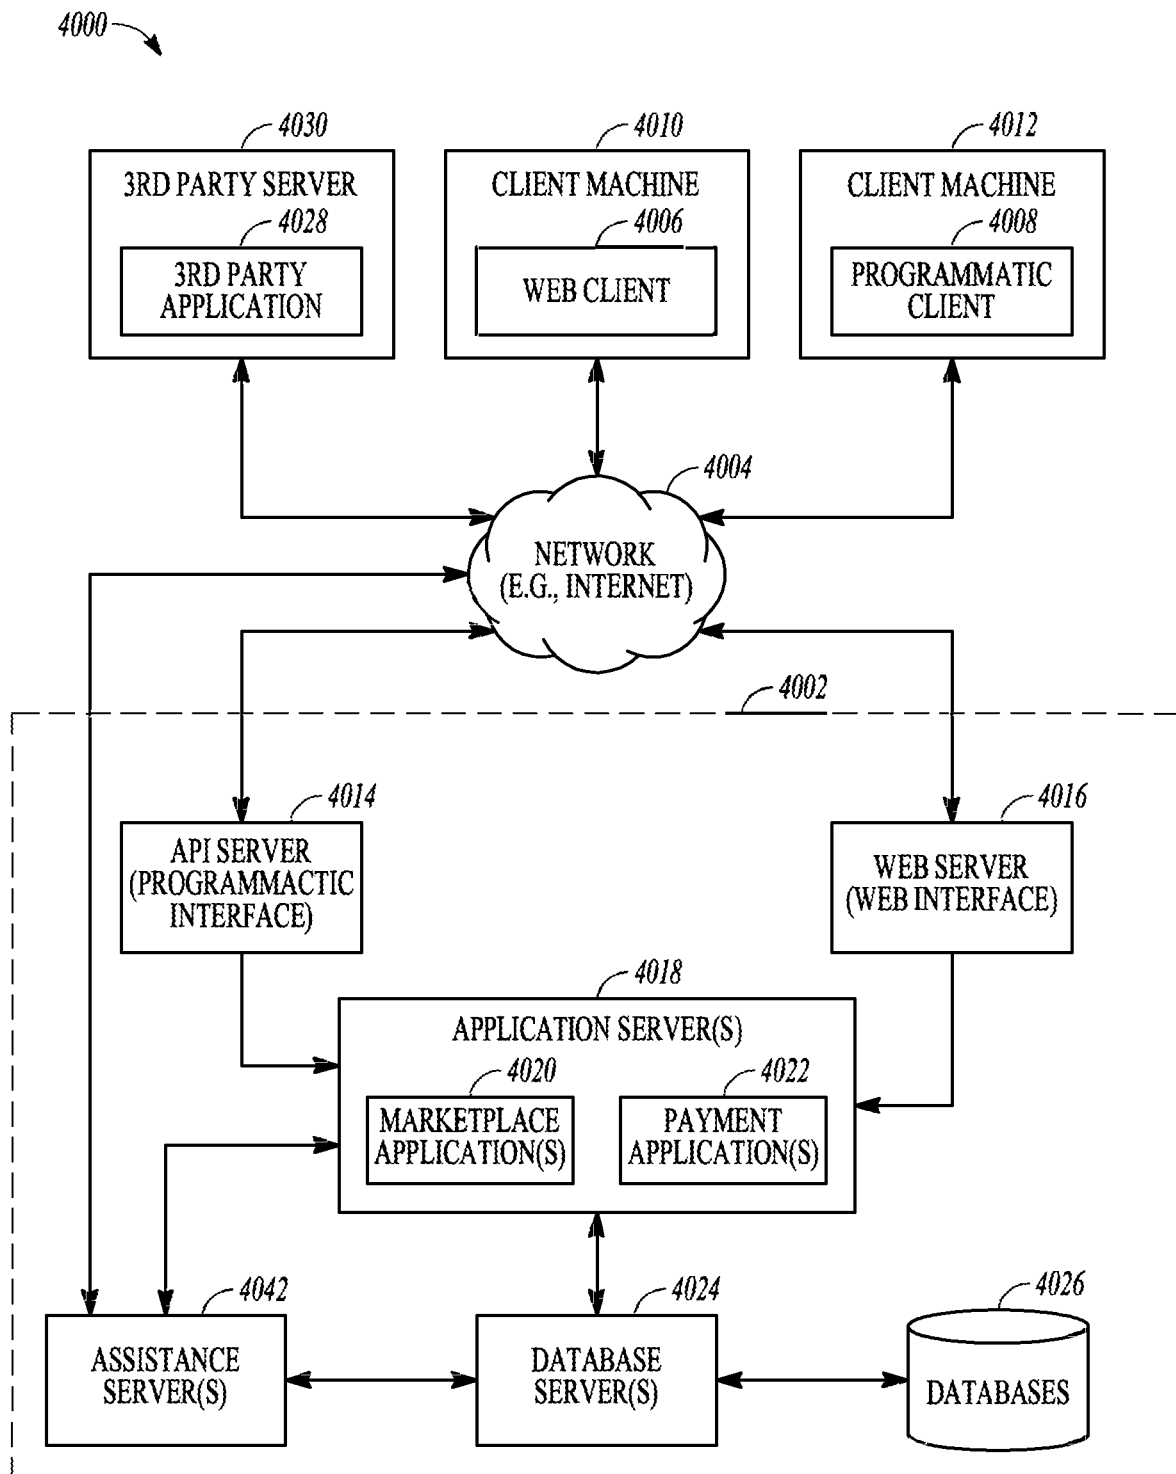 4000
4030
4010
4012
3RD PARTY SERVER
CLIENT MACHINE
CLIENT MACHINE
4028
4006
4008
3RD PARTY
APPLICATION
WEB CLIENT
PROGRAMMATIC
CLIENT
4004
NETWORK
(E.G., INTERNET)
4002
4014
4016
API SERVER
(PROGRAMMACTIC
INTERFACE)
WEB SERVER
(WEB INTERFACE)
4018
APPLICATION SERVER(S)
4020
4022
MARKETPLACE
APPLICATION(S)
PAYMENT
APPLICATION(S)
4042
4024
4026
ASSISTANCE
SERVER(S)
DATABASE
SERVER(S)
DATABASES